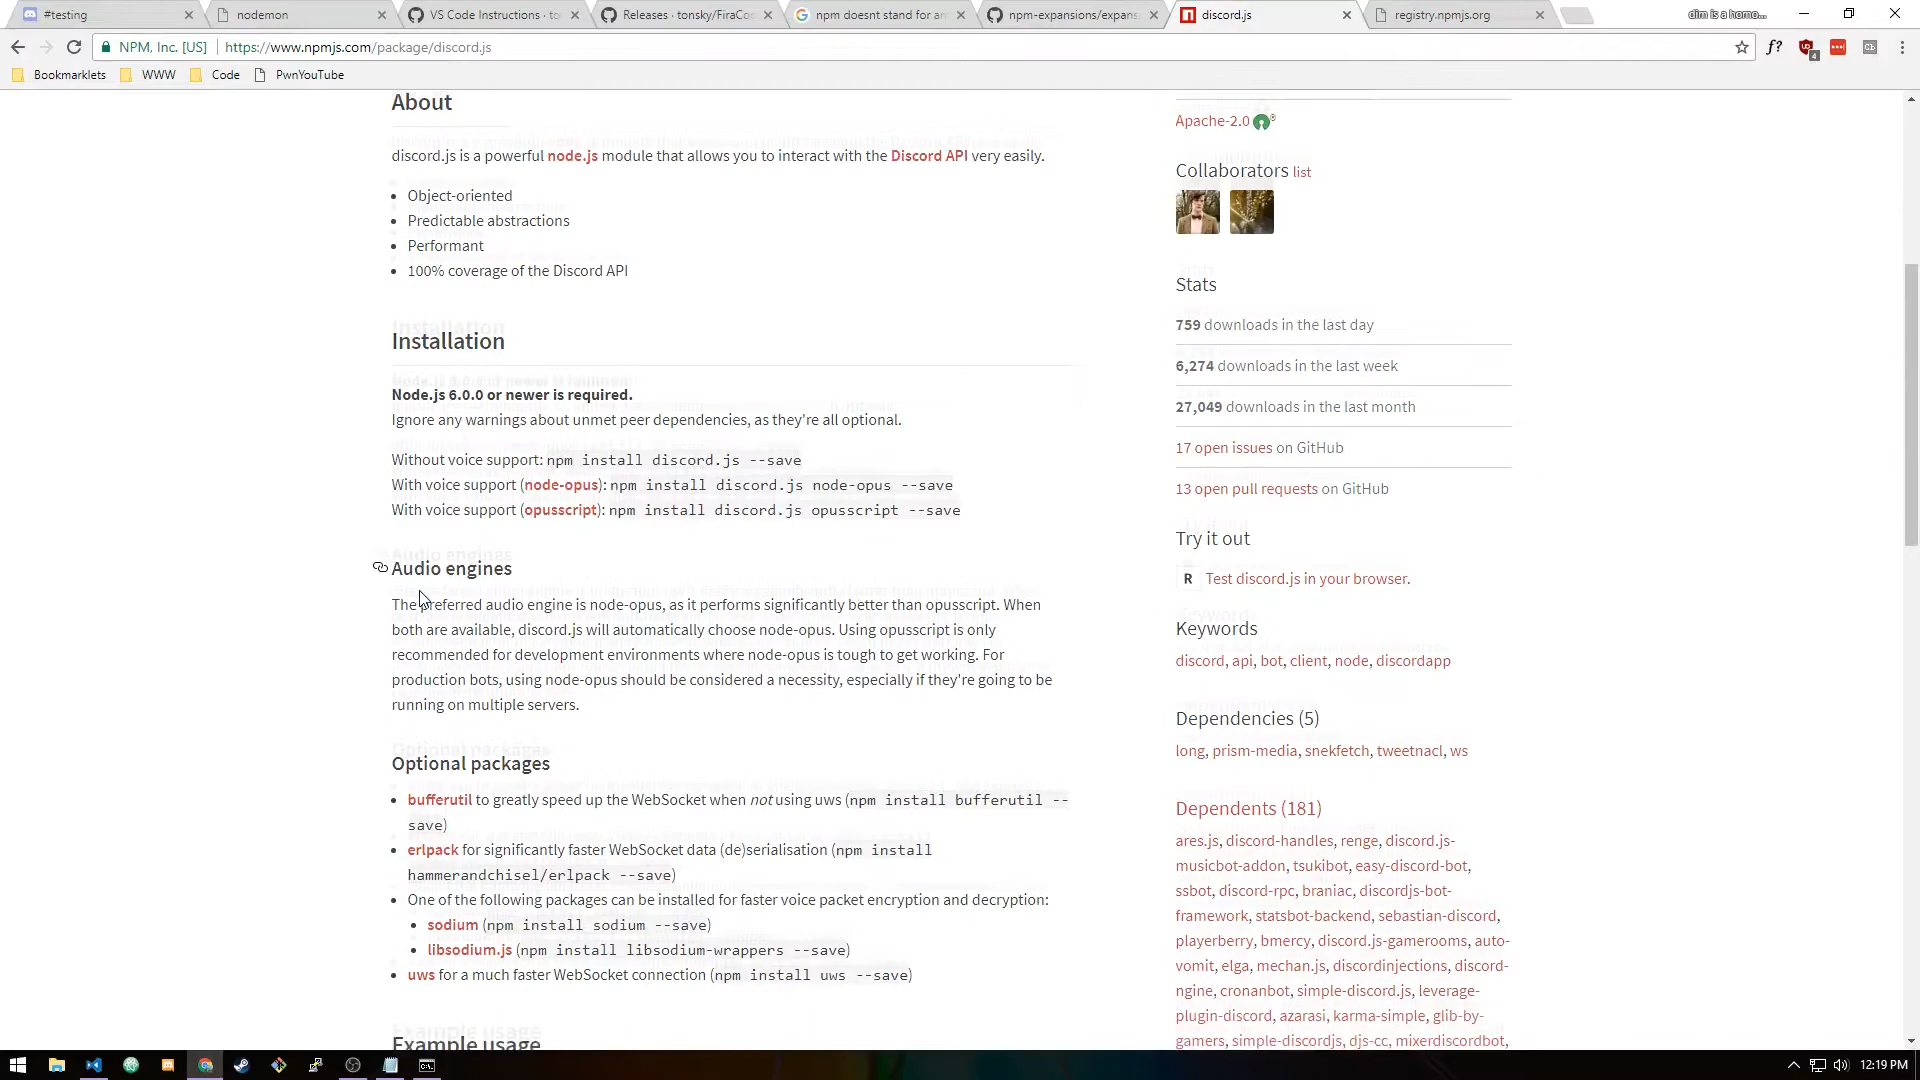 #testing
nodemon
VS Code Instructions · to
Releases · tonsky/FiraCo
npm doesnt stand for an
npm-expansions/expans
discord.js
registry.npmjs.org
dim is a homo...
NPM, Inc. [US]
https://www.npmjs.com/package/discord.js
f?
4
Cb
Bookmarklets
WWW
Code
PwnYouTube
About
discord.js is a powerful node.js module that allows you to interact with the Discord API very easily.
• Object-oriented
• Predictable abstractions
• Performant
• 100% coverage of the Discord API
Installation
Node.js 6.0.0 or newer is required.
Ignore any warnings about unmet peer dependencies, as they're all optional.
Without voice support: npm install discord.js --save
With voice support (node-opus): npm install discord.js node-opus --save
With voice support (opusscript): npm install discord.js opusscript --save
Audio engines
The preferred audio engine is node-opus, as it performs significantly better than opusscript. When
both are available, discord.js will automatically choose node-opus. Using opusscript is only
recommended for development environments where node-opus is tough to get working. For
production bots, using node-opus should be considered a necessity, especially if they're going to be
running on multiple servers.
Optional packages
• bufferutil to greatly speed up the WebSocket when not using uws (npm install bufferutil --
save)
• erlpack for significantly faster WebSocket data (de)serialisation (npm install
hammerandchisel/erlpack --save)
• One of the following packages can be installed for faster voice packet encryption and decryption:
• sodium (npm install sodium --save)
• libsodium.js (npm install libsodium-wrappers --save)
• uws for a much faster WebSocket connection (npm install uws --save)
Example usage
Apache-2.0
Collaborators list
Stats
759 downloads in the last day
6,274 downloads in the last week
27,049 downloads in the last month
17 open issues on GitHub
13 open pull requests on GitHub
Try it out
R Test discord.js in your browser.
Keywords
discord, api, bot, client, node, discordapp
Dependencies (5)
long, prism-media, snekfetch, tweetnacl, ws
Dependents (181)
ares.js, discord-handles, renge, discord.js-
musicbot-addon, tsukibot, easy-discord-bot,
ssbot, discord-rpc, braniac, discordjs-bot-
framework, statsbot-backend, sebastian-discord,
playerberry, bmercy, discord.js-gamerooms, auto-
vomit, elga, mechan.js, discordinjections, discord-
ngine, cronanbot, simple-discord.js, leverage-
plugin-discord, azarasi, karma-simple, glib-by-
gamers, simple-discordjs, djs-cc, mixerdiscordbot,
12:19 PM